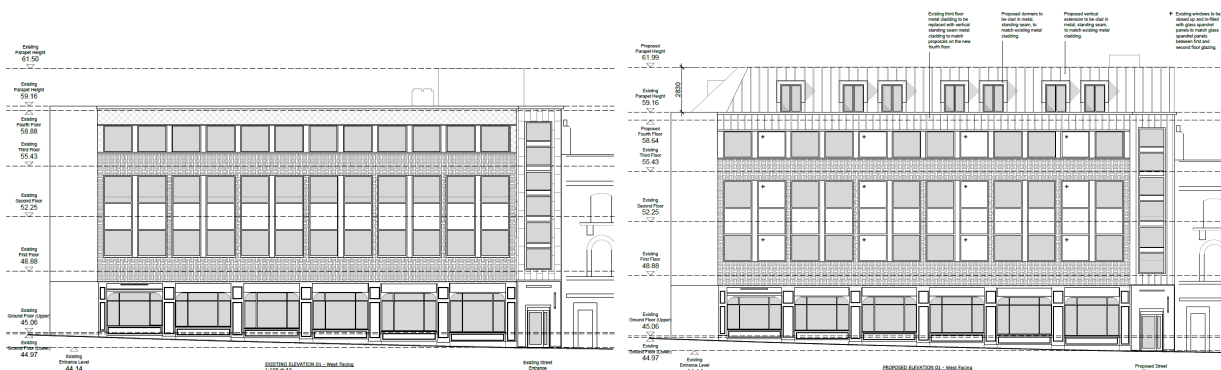 Existing
Parapet Height
61.50
Existing
Parapet Height
59.16
Existing
Fourth Floor
58.88
Existing
Third Floor
55.43
Existing
Second Floor
52.25
Existing
First Floor
48.88
Existing
Ground Floor (Upper)
45.06
Existing
Ground Floor (Lower)
44.97
Existing
Entrance Level
44.14
EXISTING ELEVATION 01 - West Facing
Existing Street
Entrance
Existing third floor
metal cladding to be
replaced with vertical
standing seam metal
cladding to match
proposals on the new
fourth floor.
Proposed dormers to
be clad in metal,
standing seam, to
match existing metal
cladding.
Proposed vertical
extension to be clad in
metal, standing seam,
to match existing metal
cladding.
* Existing windows to be
closed up and in-filled
with glass spandrel
panels to match glass
spandrel panels
between first and
second floor glazing.
Proposed
Parapet Height
61.99
2830
Existing
Parapet Height
59.16
Proposed
Fourth Floor
58.64
Existing
Third Floor
55.43
Existing
Second Floor
52.25
Existing
First Floor
48.88
Existing
Ground Floor (Upper)
45.06
Existing
Ground Floor (Lower)
44.97
Existing
Entrance Level
PROPOSED ELEVATION 01 - West Facing
Proposed Street